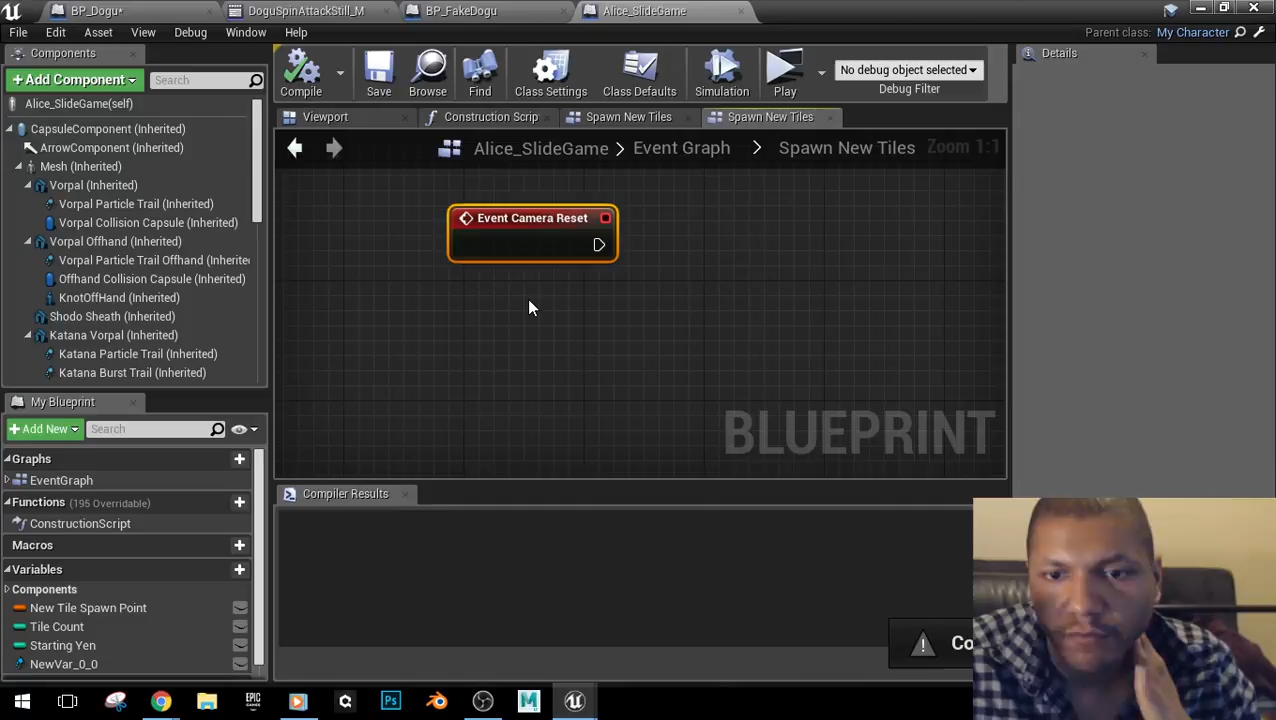 BP_Dogu*
DoguSpinAttackStill_M
BP_FakeDogu
Alice_SlideGame
File Edit Asset View Debug Window Help
Parent class: My Character
Components
Details
+Add Component
Search
Compile
Save
Browse
Find
Class Settings
Class Defaults
Simulation
Play
No debug object selected
Debug Filter
Alice_SlideGame(self)
Viewport
Construction Scrip
Spawn New Tiles
Spawn New Tiles
CapsuleComponent (Inherited)
ArrowComponent (Inherited)
Mesh (Inherited)
Vorpal (Inherited)
Vorpal Particle Trail (Inherited)
Vorpal Collision Capsule (Inherited)
Vorpal Offhand (Inherited)
Vorpal Particle Trail Offhand (Inherite
Offhand Collision Capsule (Inherited)
KnotOffHand (Inherited)
Shodo Sheath (Inherited)
Katana Vorpal (Inherited)
Katana Particle Trail (Inherited)
Katana Burst Trail (Inherited)
Alice_SlideGame > Event Graph > Spawn New Tiles
Zoom 1:1
Event Camera Reset
BLUEPRINT
My Blueprint
+Add New
Search
Graphs
EventGraph
Functions (195 Overridable)
ConstructionScript
Macros
Variables
Components
New Tile Spawn Point
Tile Count
Starting Yen
NewVar_0_0
Compiler Results
Co
EPIC
GAMES
Ps
M